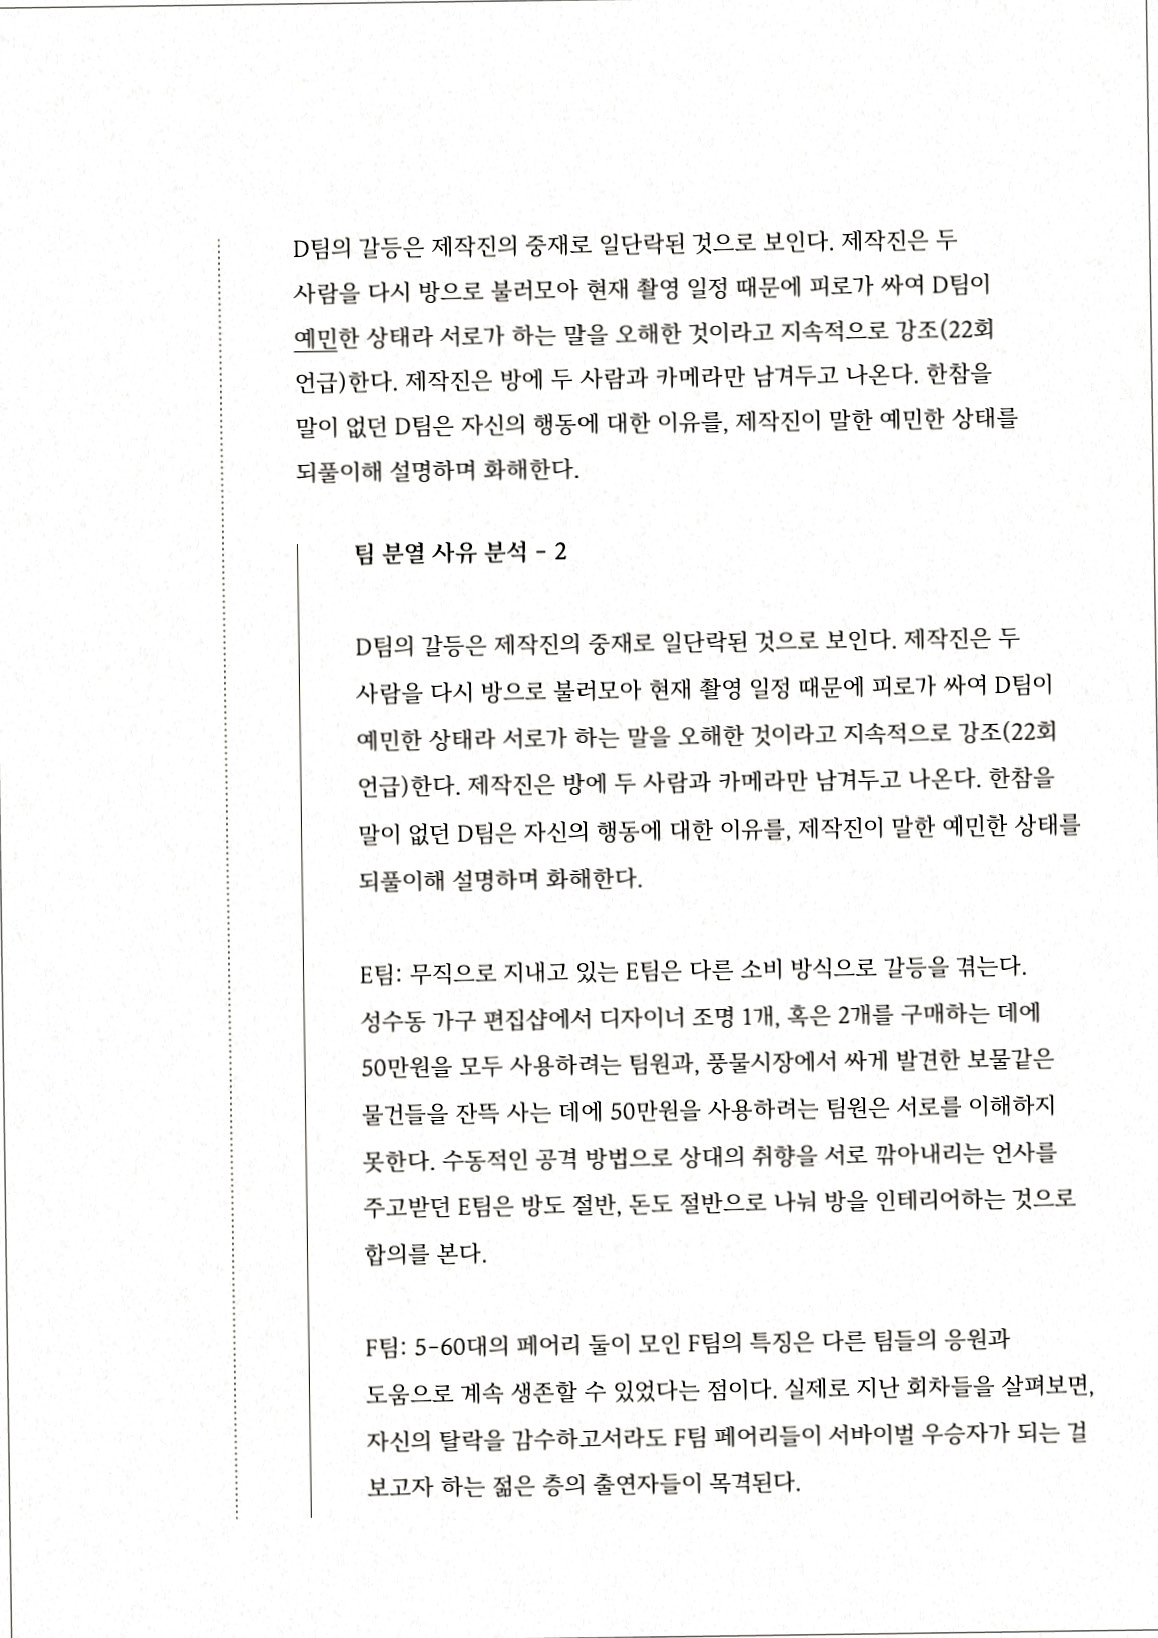 D팀의 갈등은 제작진의 중재로 일단락된 것으로 보인다. 제작진은 두
사람을 다시 방으로 불러모아 현재 촬영 일정 때문에 피로가 싸여 D팀이
예민한 상태라 서로가 하는 말을 오해한 것이라고 지속적으로 강조(22회
언급)한다. 제작진은 방에 두 사람과 카메라만 남겨두고 나온다. 한참을
말이 없던 D팀은 자신의 행동에 대한 이유를, 제작진이 말한 예민한 상태를
되풀이해 설명하며 화해한다.
팀 분열 사유 분석 – 2
D팀의 갈등은 제작진의 중재로 일단락된 것으로 보인다. 제작진은 두
사람을 다시 방으로 불러모아 현재 촬영 일정 때문에 피로가 싸여 D팀이
예민한 상태라 서로가 하는 말을 오해한 것이라고 지속적으로 강조(22회
언급)한다. 제작진은 방에 두 사람과 카메라만 남겨두고 나온다. 한참을
말이 없던 D팀은 자신의 행동에 대한 이유를, 제작진이 말한 예민한 상태를
되풀이해 설명하며 화해한다.
E팀: 무직으로 지내고 있는 E팀은 다른 소비 방식으로 갈등을 겪는다.
성수동 가구 편집샵에서 디자이너 조명 1개, 혹은 2개를 구매하는 데에
50만원을 모두 사용하려는 팀원과, 풍물시장에서 싸게 발견한 보물같은
물건들을 잔뜩 사는 데에 50만원을 사용하려는 팀원은 서로를 이해하지
못한다. 수동적인 공격 방법으로 상대의 취향을 서로 깎아내리는 언사를
주고받던 E팀은 방도 절반, 돈도 절반으로 나눠 방을 인테리어하는 것으로
합의를 본다.
F팀: 5–60대의 페어리 둘이 모인 F팀의 특징은 다른 팀들의 응원과
도움으로 계속 생존할 수 있었다는 점이다. 실제로 지난 회차들을 살펴보면,
자신의 탈락을 감수하고서라도 F팀 페어리들이 서바이벌 우승자가 되는 걸
보고자 하는 젊은 층의 출연자들이 목격된다.